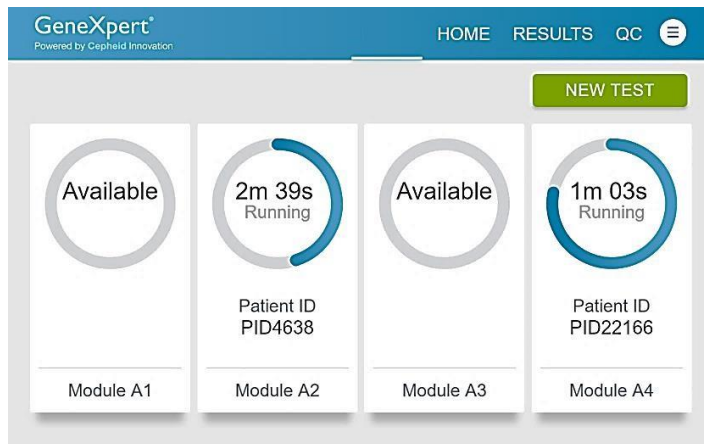 GeneXpert®
Powered by Cepheid Innovation
HOME RESULTS QC
NEW TEST
Available
Module A1
2m 39s
Running
Patient ID
PID4638
Module A2
Available
Module A3
1m 03s
Running
Patient ID
PID22166
Module A4